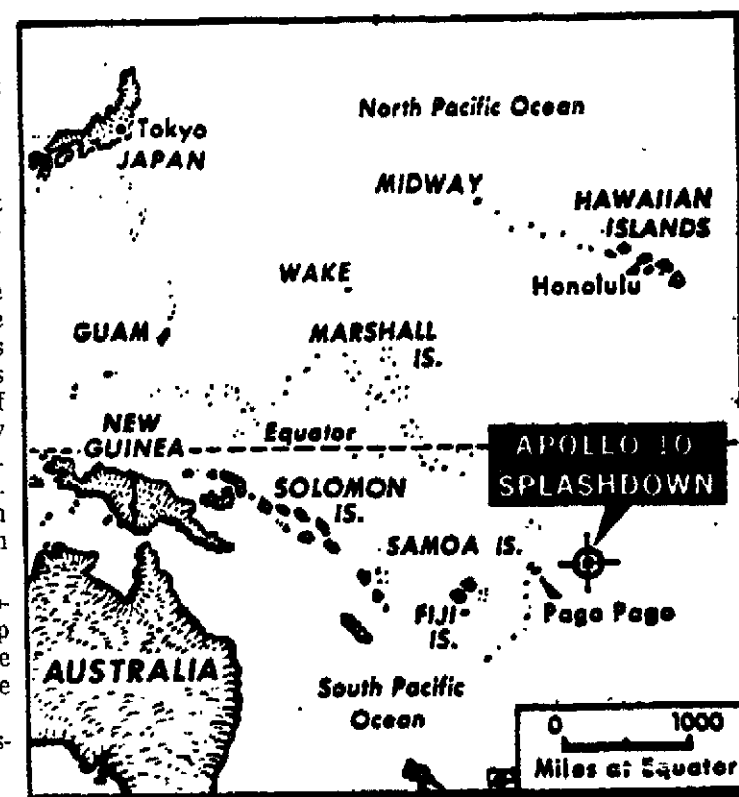 North Pacific Ocean
Tokyo
JAPAN
MIDWAY
HAWAIIAN
ISLANDS
WAKE
Honolulu
GUAM
MARSHALL
IS.
NEW
GUINEA
Equator
APOLLO 10
SPLASHDOWN
SOLOMON
IS.
SAMOA IS.
FIJI
IS.
Pago Pago
AUSTRALIA
South Pacific
Ocean
0 1000
Miles at Equator